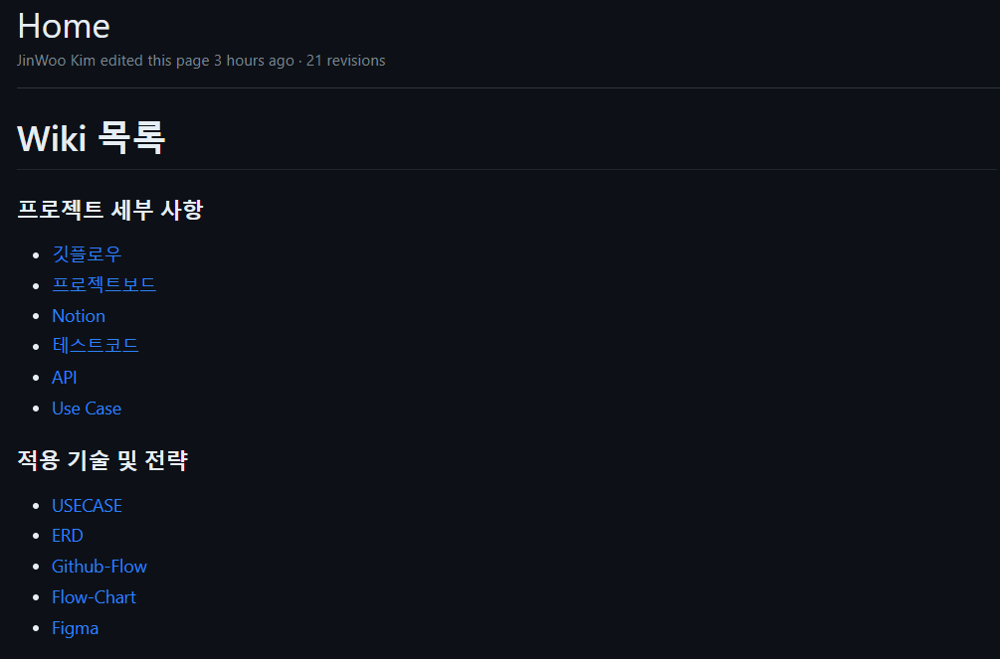 Home
JinWoo Kim edited this page 3 hours ago · 21 revisions
Wiki 목록
프로젝트 세부 사항
깃플로우
프로젝트보드
Notion
테스트코드
API
Use Case
적용 기술 및 전략
USECASE
ERD
Github-Flow
Flow-Chart
Figma